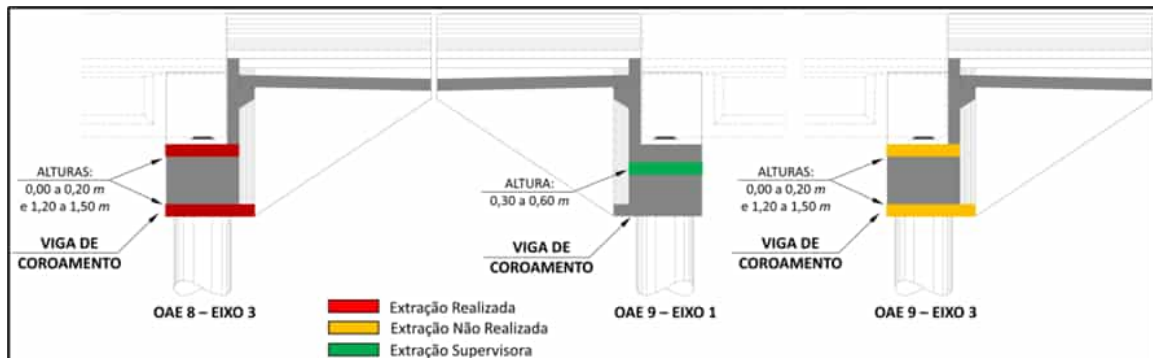 ALTURAS:
0,00 a 0,20 m
e 1,20 a 1,50 m
VIGA DE
COROAMENTO
OAE 8 – EIXO 3
ALTURA:
0,30 a 0,60 m
VIGA DE
COROAMENTO
OAE 9 – EIXO 1
ALTURAS:
0,00 a 0,20 m
e 1,20 a 1,50 m
VIGA DE
COROAMENTO
OAE 9 – EIXO 3
Extração Realizada
Extração Não Realizada
Extração Supervisora